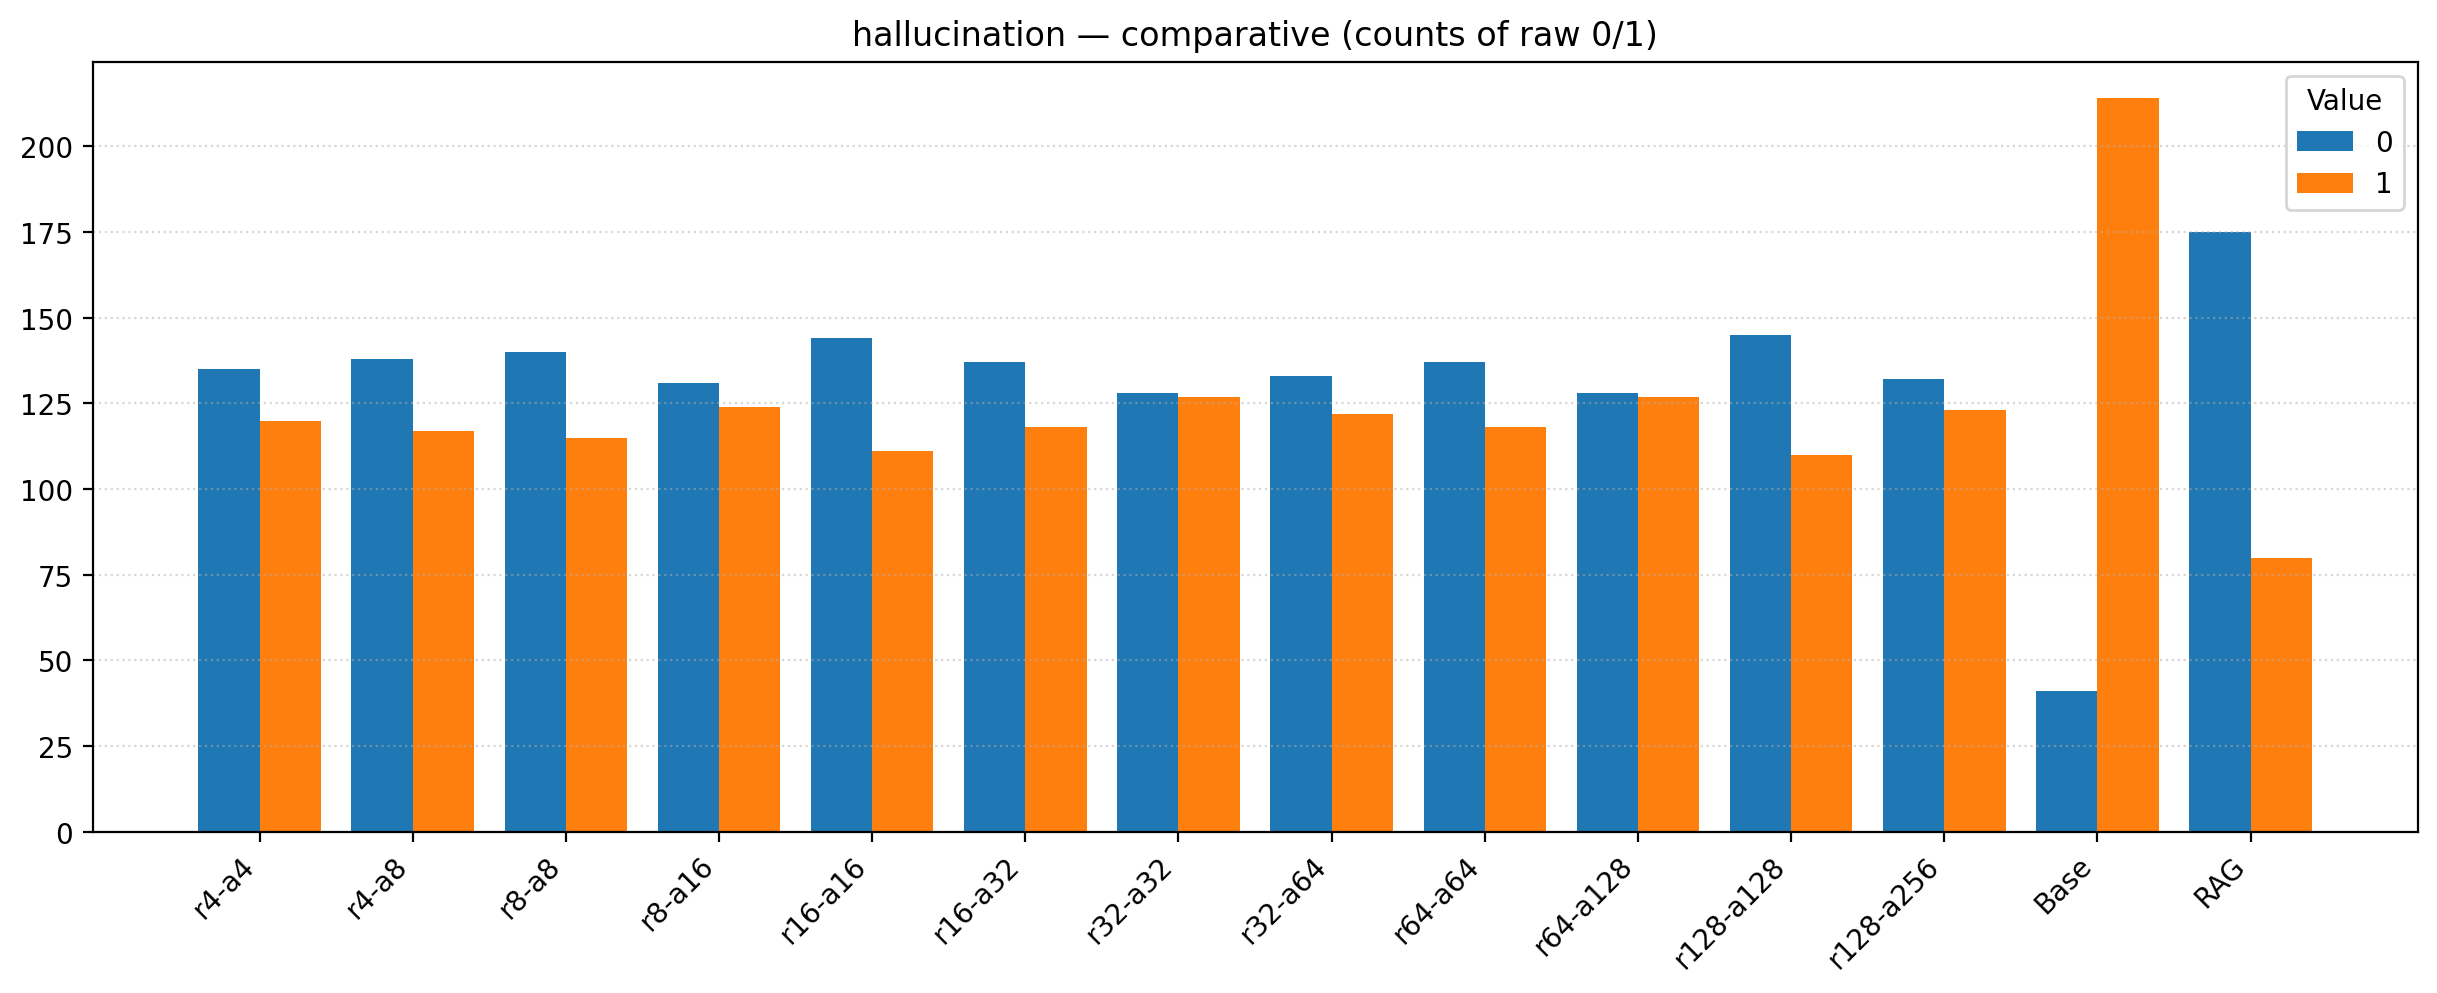 hallucination — comparative (counts of raw 0/1)
Value
0
1
200
175
150
125
100
75
50
25
0
r4-a4
r4-a8
r8-a8
r8-a16
r16-a16
r16-a32
r32-a32
r32-a64
r64-a64
r64-a128
r128-a128
r128-a256
Base
RAG